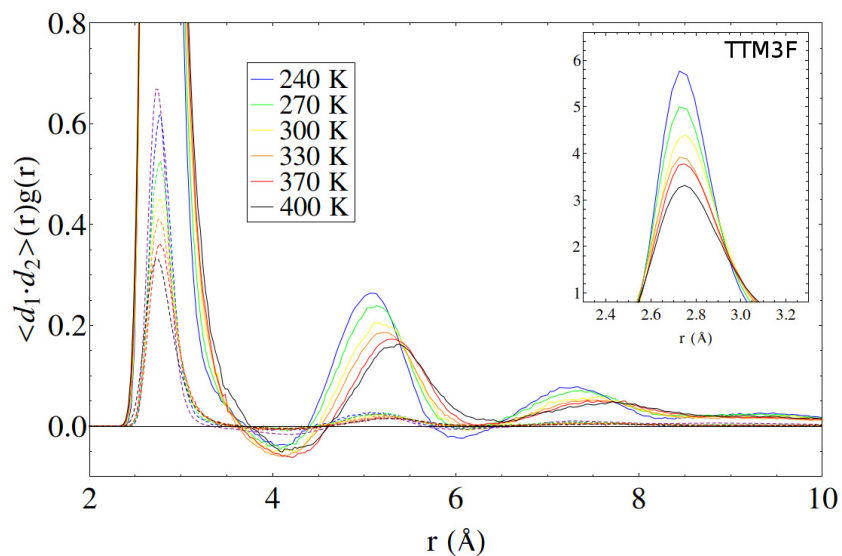 0.8
0.6
0.4
0.2
0.0
<d₁·d₂>(r)g(r)
240 K
270 K
300 K
330 K
370 K
400 K
TTM3F
6
5
4
3
2
1
2.4 2.6 2.8 3.0 3.2
r (Å)
2 4 6 8 10
r (Å)